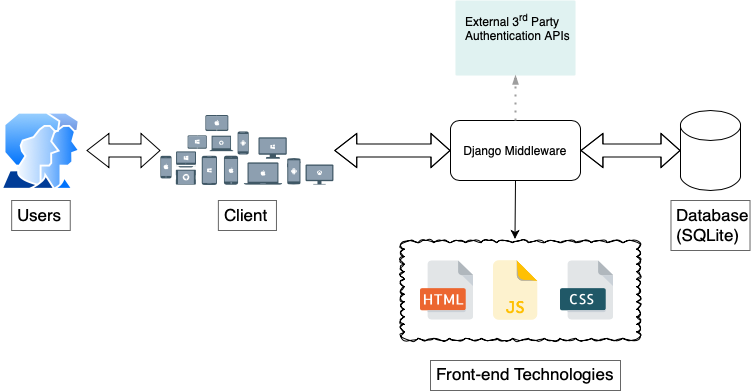 External 3rd Party
Authentication APIs
Django Middleware
Users
Client
Database
(SQLite)
HTML
JS
CSS
Front-end Technologies